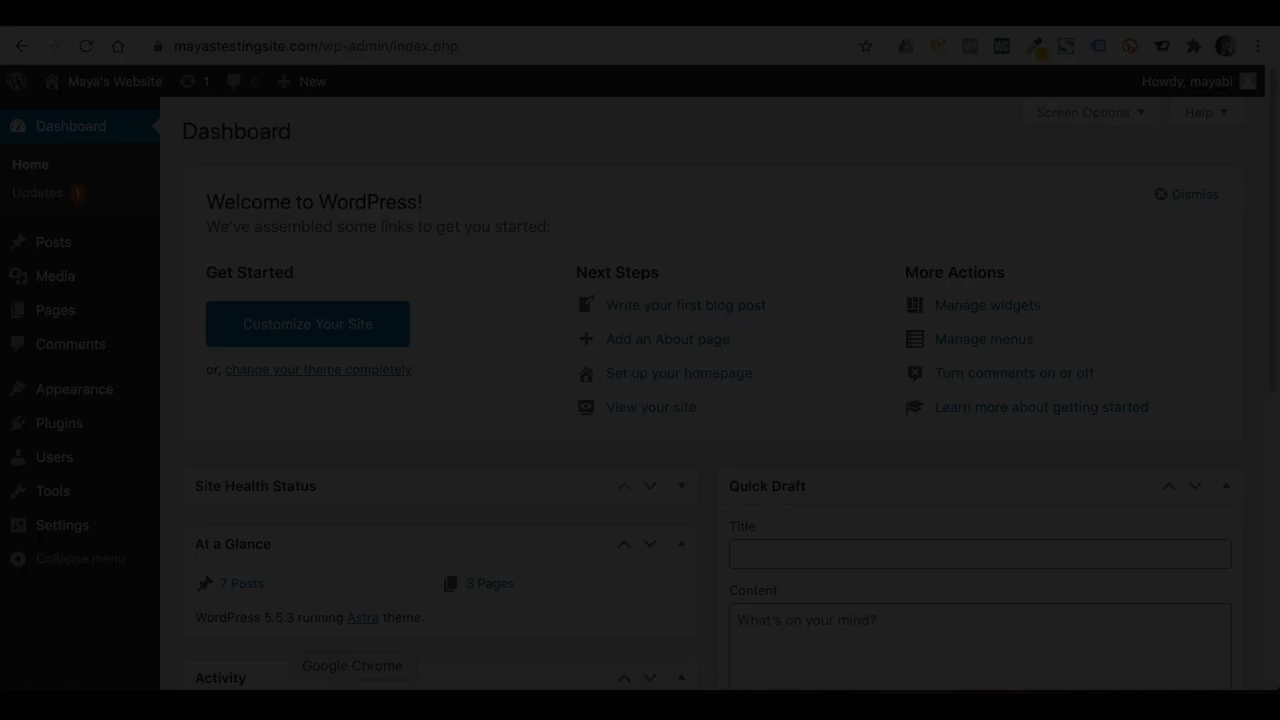 mayastestingsite.com/wp-admin/index.php
Maya's Website 1 0 New Howdy, mayabi
Dashboard
Home
Updates 1
Posts
Media
Pages
Comments
Appearance
Plugins
Users
Tools
Settings
Collapse menu
Dashboard
Screen Options Help
Welcome to WordPress!
Dismiss
We've assembled some links to get you started:
Get Started
Customize Your Site
or, change your theme completely
Next Steps
Write your first blog post
Add an About page
Set up your homepage
View your site
More Actions
Manage widgets
Manage menus
Turn comments on or off
Learn more about getting started
Site Health Status
At a Glance
7 Posts 3 Pages
WordPress 5.5.3 running Astra theme.
Google Chrome
Activity
Quick Draft
Title
Content
What's on your mind?